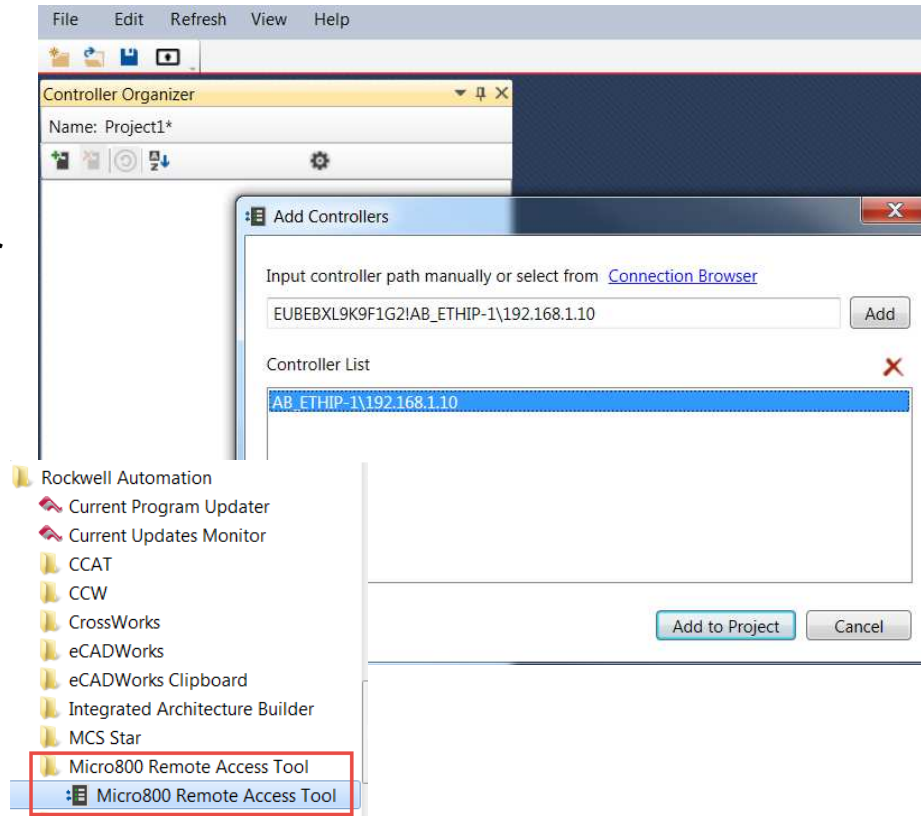 File Edit Refresh View Help
Controller Organizer
Name: Project1*
Add Controllers
Input controller path manually or select from Connection Browser
EUBEBXL9K9F1G2!AB_ETHIP-1\192.168.1.10 Add
Controller List
AB_ETHIP-1\192.168.1.10
Add to Project Cancel
Rockwell Automation
Current Program Updater
Current Updates Monitor
CCAT
CCW
CrossWorks
eCADWorks
eCADWorks Clipboard
Integrated Architecture Builder
MCS Star
Micro800 Remote Access Tool
Micro800 Remote Access Tool